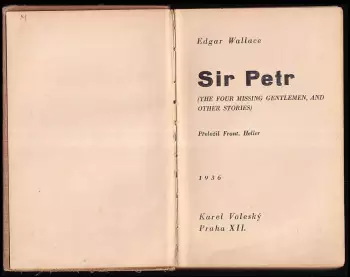 Edgar Wallace
Sir Petr
(THE FOUR MISSING GENTLEMEN, AND
OTHER STORIES)
Přeložil Frant. Heller
1936
Karel Voleský
Praha XII.